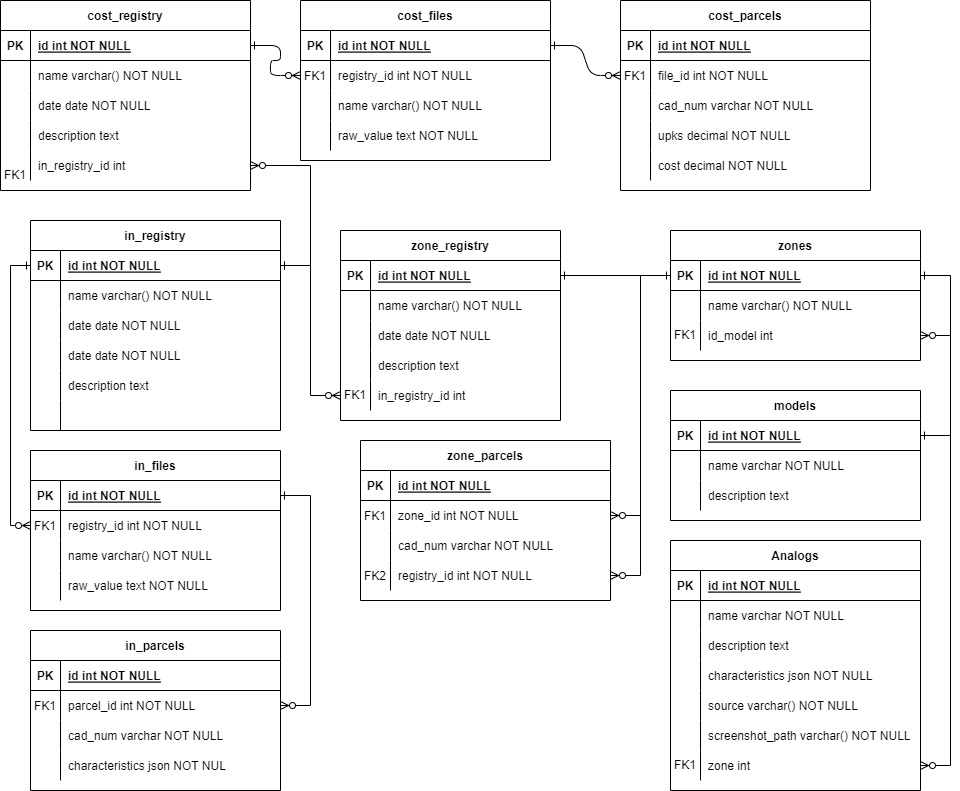 cost_registry
PK id int NOT NULL
name varchar() NOT NULL
date date NOT NULL
description text
in_registry_id int
FK1
cost_files
PK id int NOT NULL
FK1 registry_id int NOT NULL
name varchar() NOT NULL
raw_value text NOT NULL
cost_parcels
PK id int NOT NULL
FK1 file_id int NOT NULL
cad_num varchar NOT NULL
upks decimal NOT NULL
cost decimal NOT NULL
in_registry
PK id int NOT NULL
name varchar() NOT NULL
date date NOT NULL
date date NOT NULL
description text
zone_registry
PK id int NOT NULL
name varchar() NOT NULL
date date NOT NULL
description text
FK1 in_registry_id int
zones
PK id int NOT NULL
name varchar() NOT NULL
FK1 id_model int
models
PK id int NOT NULL
name varchar NOT NULL
description text
in_files
PK id int NOT NULL
FK1 registry_id int NOT NULL
name varchar() NOT NULL
raw_value text NOT NULL
zone_parcels
PK id int NOT NULL
FK1 zone_id int NOT NULL
cad_num varchar NOT NULL
FK2 registry_id int NOT NULL
Analogs
PK id int NOT NULL
name varchar NOT NULL
description text
characteristics json NOT NULL
source varchar() NOT NULL
screenshot_path varchar() NOT NULL
FK1 zone int
in_parcels
PK id int NOT NULL
FK1 parcel_id int NOT NULL
cad_num varchar NOT NULL
characteristics json NOT NUL